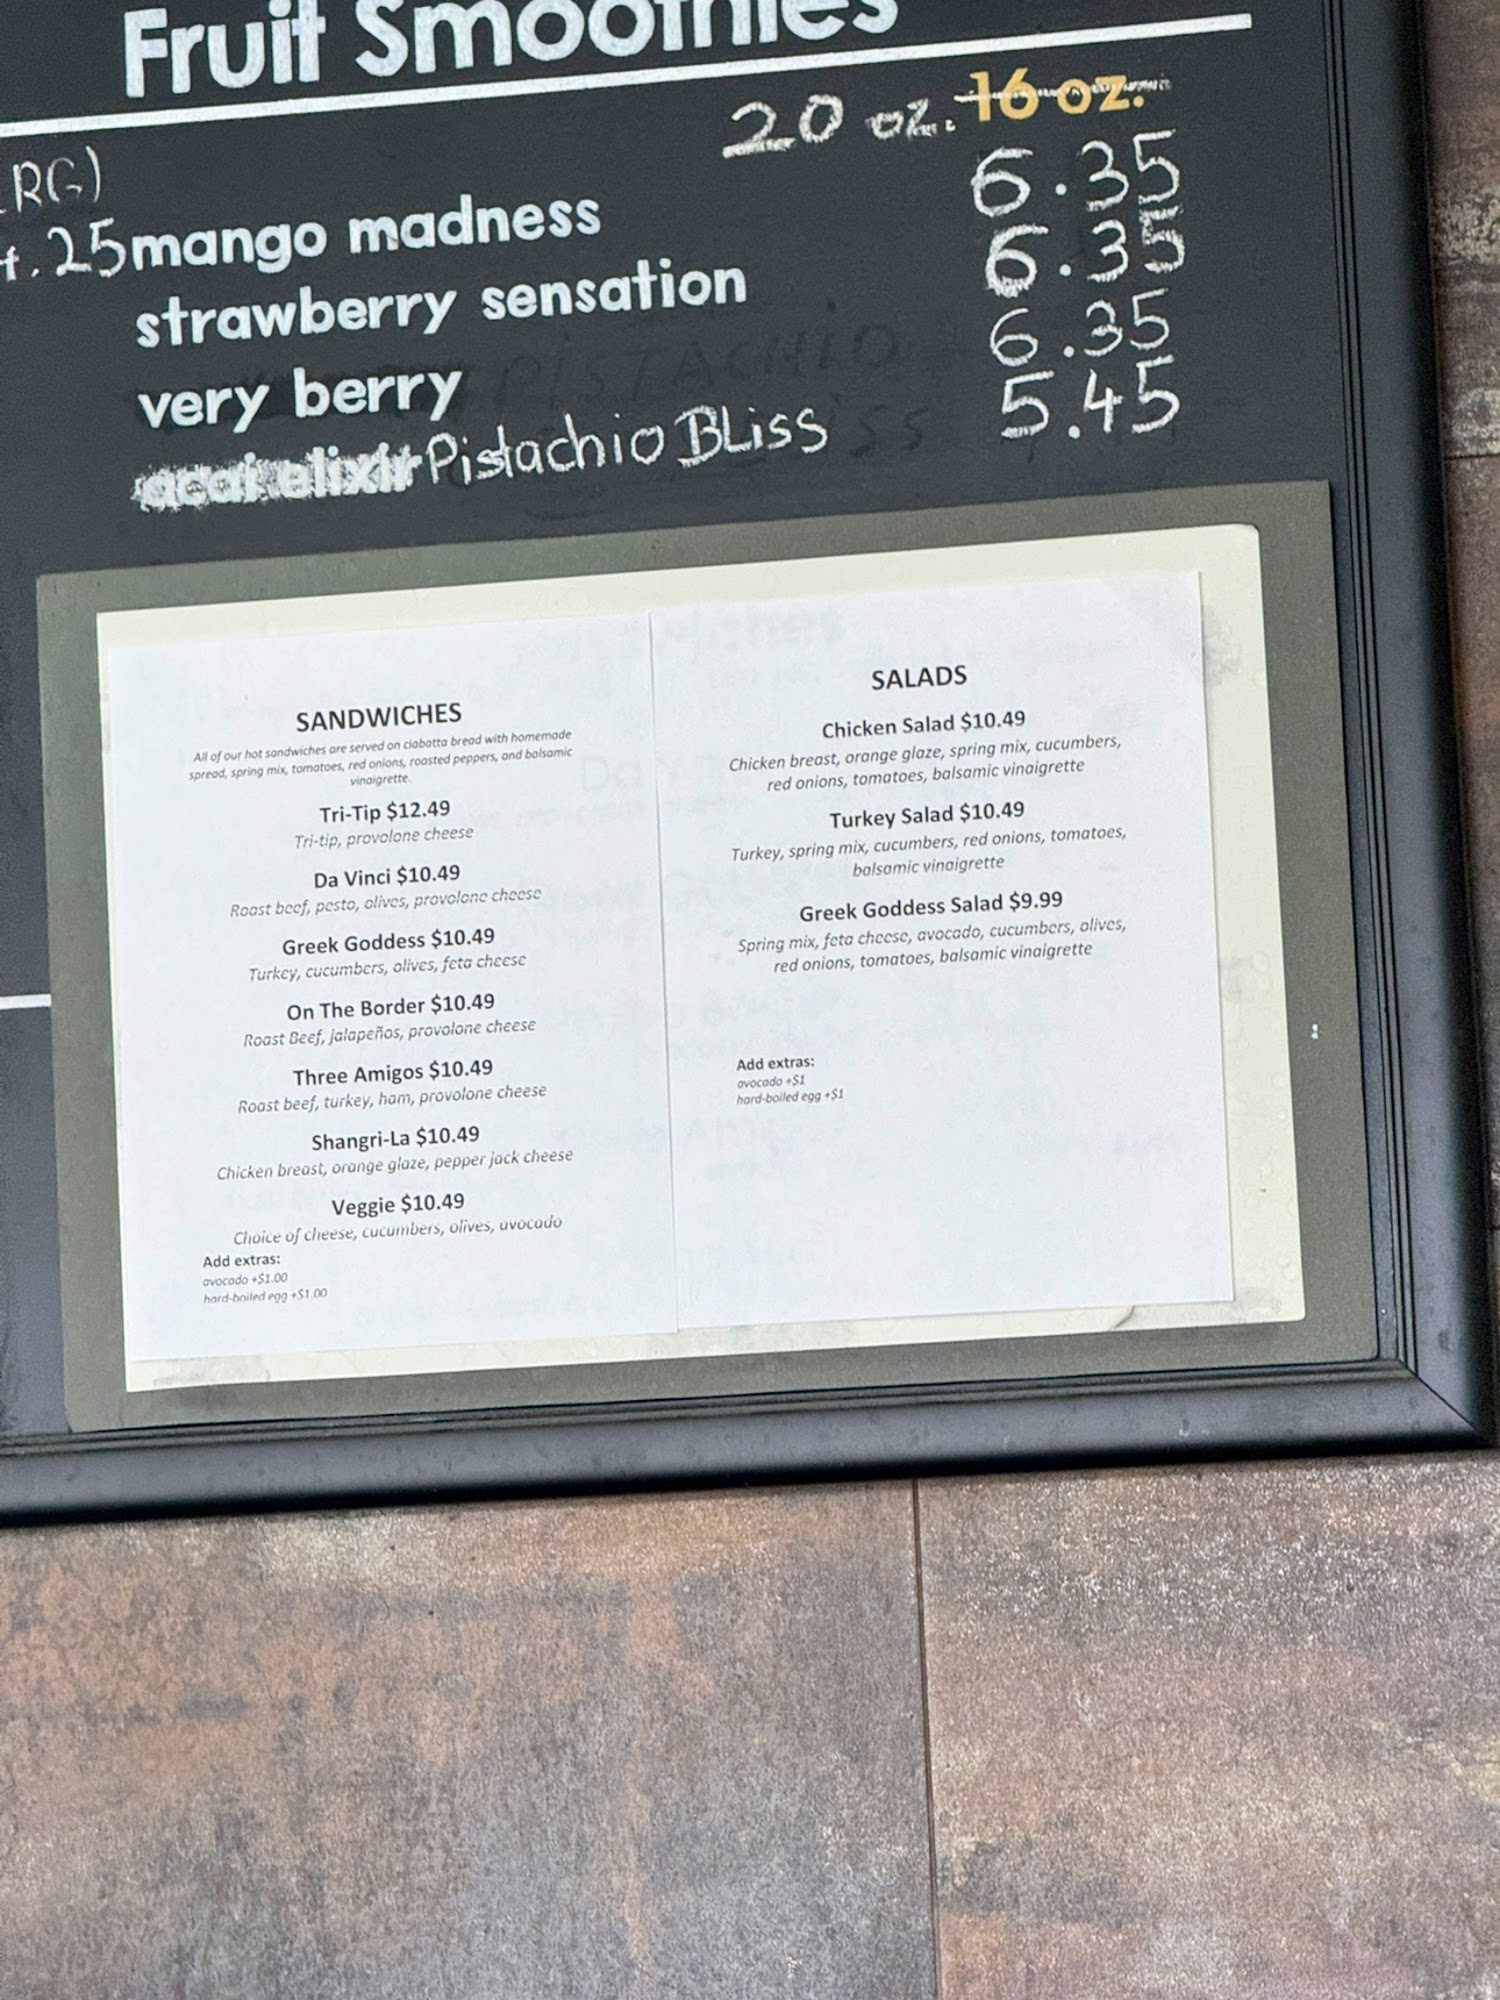 Fruit Smoothies
20 oz. 16 oz.
RG)
.25 mango madness 6.35
strawberry sensation 6.35
very berry 6.35
acai elixir Pistachio BLiss 5.45
SANDWICHES
All of our hot sandwiches are served on ciabatta bread with homemade
spread, spring mix, tomatoes, red onions, roasted peppers, and balsamic
vinaigrette.
Tri-Tip $12.49
Tri-tip, provolone cheese
Da Vinci $10.49
Roast beef, pesto, olives, provolone cheese
Greek Goddess $10.49
Turkey, cucumbers, olives, feta cheese
On The Border $10.49
Roast Beef, jalapeños, provolone cheese
Three Amigos $10.49
Roast beef, turkey, ham, provolone cheese
Shangri-La $10.49
Chicken breast, orange glaze, pepper jack cheese
Veggie $10.49
Choice of cheese, cucumbers, olives, avocado
Add extras:
avocado +$1.00
hard-boiled egg +$1.00
SALADS
Chicken Salad $10.49
Chicken breast, orange glaze, spring mix, cucumbers,
red onions, tomatoes, balsamic vinaigrette
Turkey Salad $10.49
Turkey, spring mix, cucumbers, red onions, tomatoes,
balsamic vinaigrette
Greek Goddess Salad $9.99
Spring mix, feta cheese, avocado, cucumbers, olives,
red onions, tomatoes, balsamic vinaigrette
Add extras:
avocado +$1
hard-boiled egg +$1